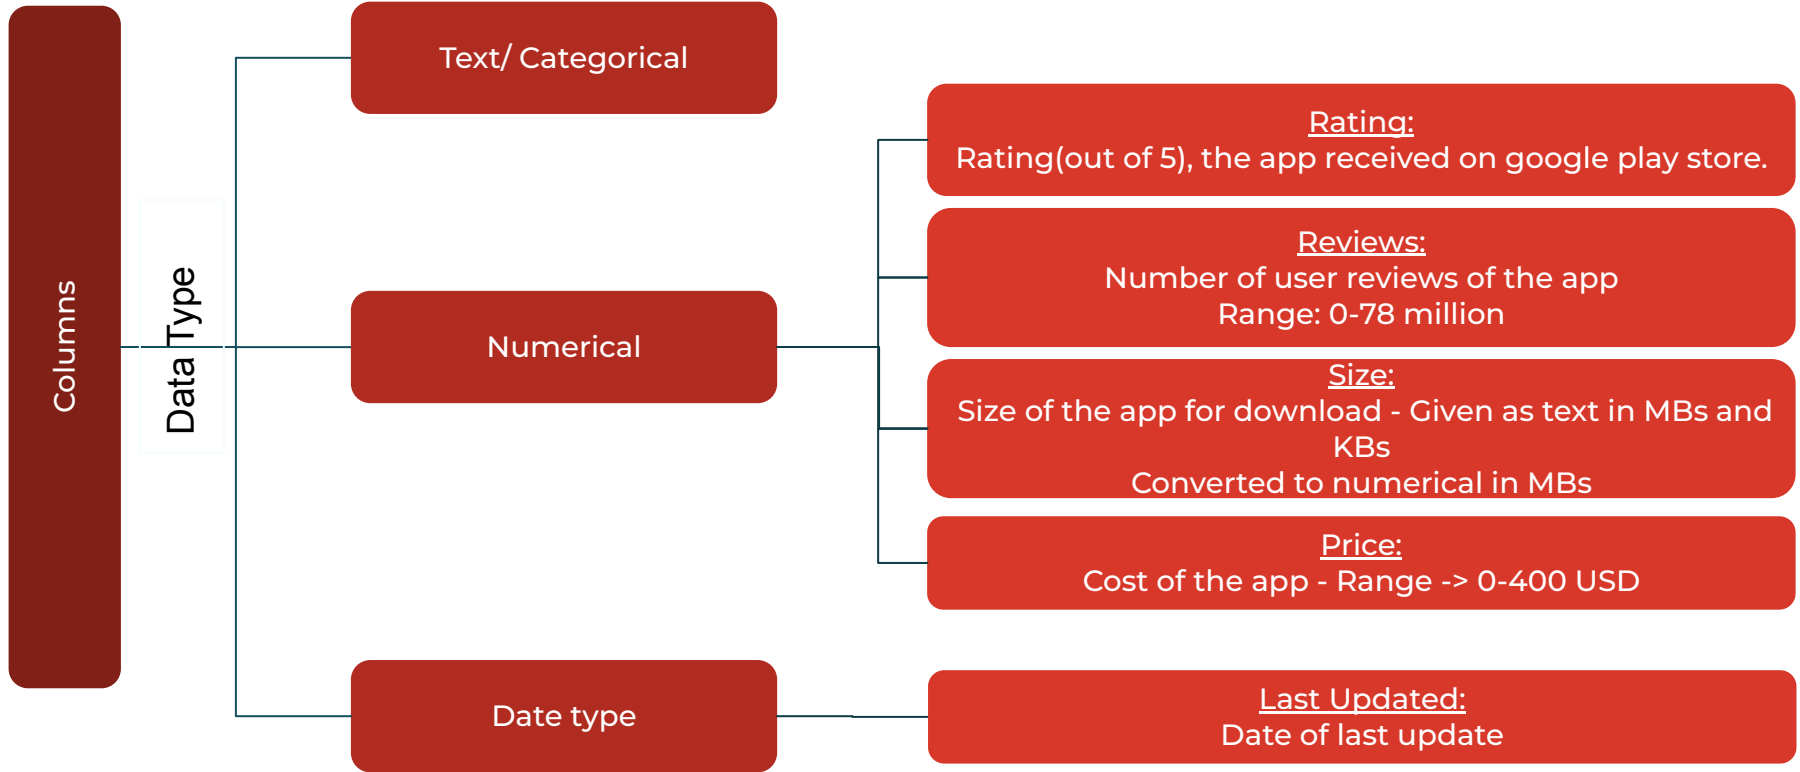 Columns
Data Type
Text/ Categorical
Numerical
Rating:
Rating(out of 5), the app received on google play store.
Reviews:
Number of user reviews of the app
Range: 0-78 million
Size:
Size of the app for download - Given as text in MBs and
KBs
Converted to numerical in MBs
Price:
Cost of the app - Range -> 0-400 USD
Date type
Last Updated:
Date of last update